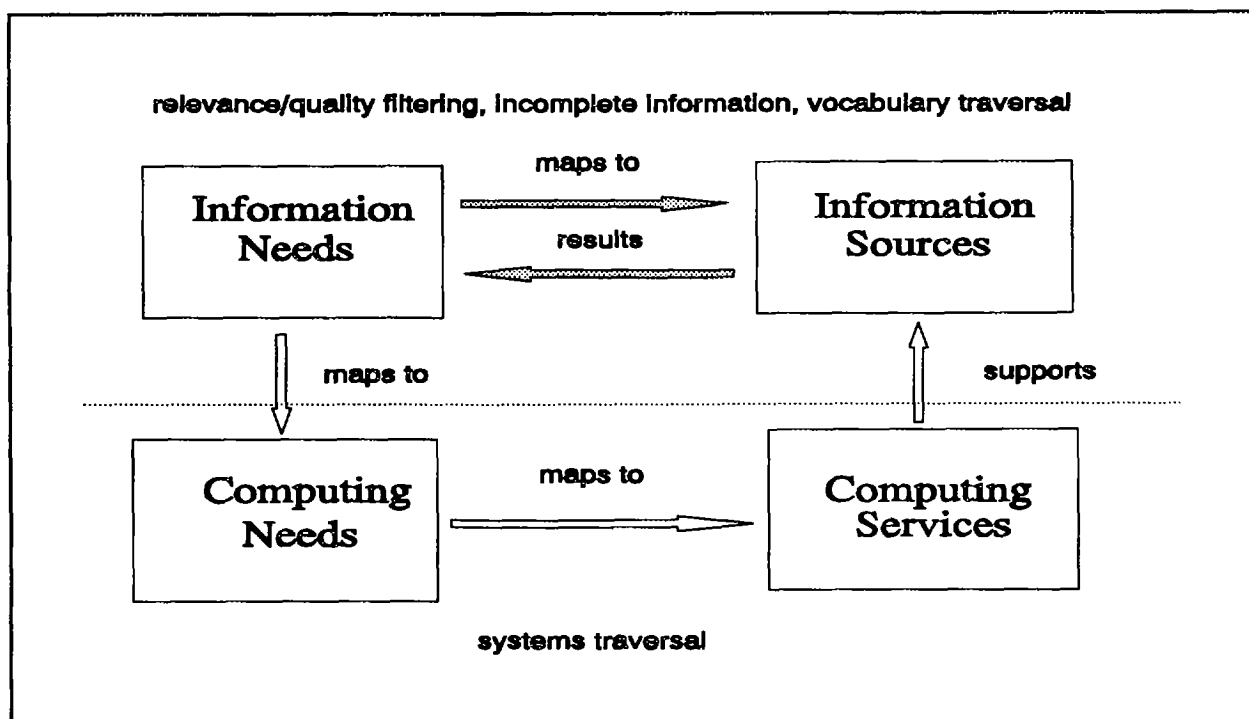 relevance/quality filtering, incomplete information, vocabulary traversal
maps to
Information
Needs
Information
Sources
results
maps to
supports
Computing
Needs
maps to
Computing
Services
systems traversal